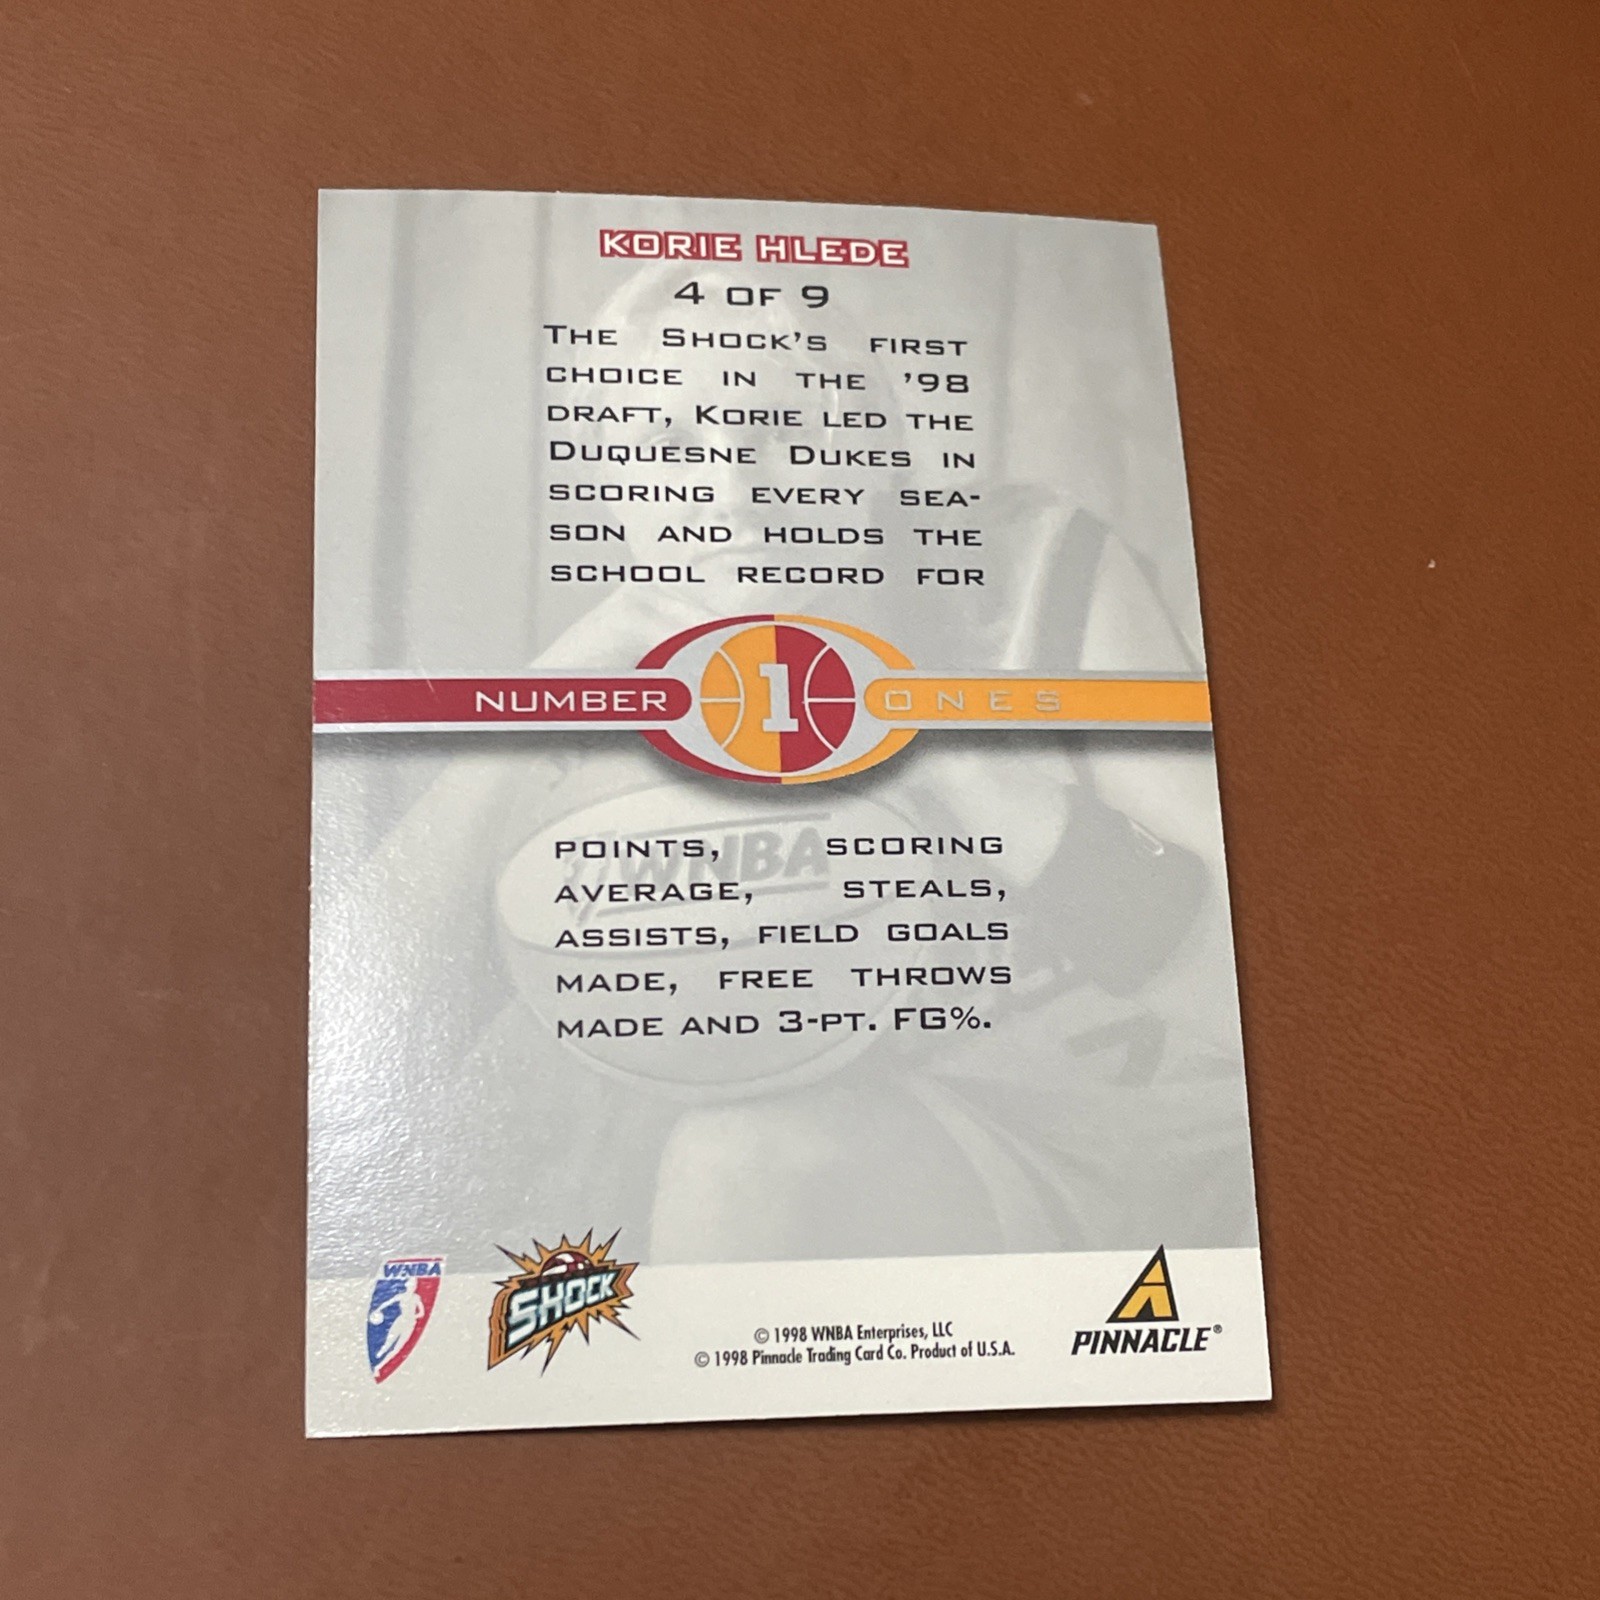 KORIE HLEDE
4 OF 9
THE SHOCK'S FIRST
CHOICE IN THE '98
DRAFT, KORIE LED THE
DUQUESNE DUKES IN
SCORING EVERY SEA-
SON AND HOLDS THE
SCHOOL RECORD FOR
NUMBER 1 ONES
WNBA
POINTS, SCORING
AVERAGE, STEALS,
ASSISTS, FIELD GOALS
MADE, FREE THROWS
MADE AND 3-PT. FG%.
WNBA
SHOCK
© 1998 WNBA Enterprises, LLC
© 1998 Pinnacle Trading Card Co. Product of U.S.A.
PINNACLE®